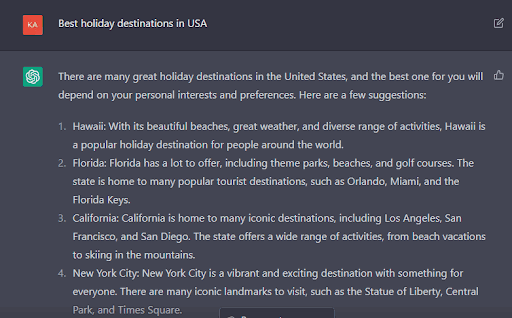 KA Best holiday destinations in USA
There are many great holiday destinations in the United States, and the best one for you will
depend on your personal interests and preferences. Here are a few suggestions:
1. Hawaii: With its beautiful beaches, great weather, and diverse range of activities, Hawaii is
a popular holiday destination for people around the world.
2. Florida: Florida has a lot to offer, including theme parks, beaches, and golf courses. The
state is home to many popular tourist destinations, such as Orlando, Miami, and the
Florida Keys.
3. California: California is home to many iconic destinations, including Los Angeles, San
Francisco, and San Diego. The state offers a wide range of activities, from beach vacations
to skiing in the mountains.
4. New York City: New York City is a vibrant and exciting destination with something for
everyone. There are many iconic landmarks to visit, such as the Statue of Liberty, Central
Park, and Times Square.